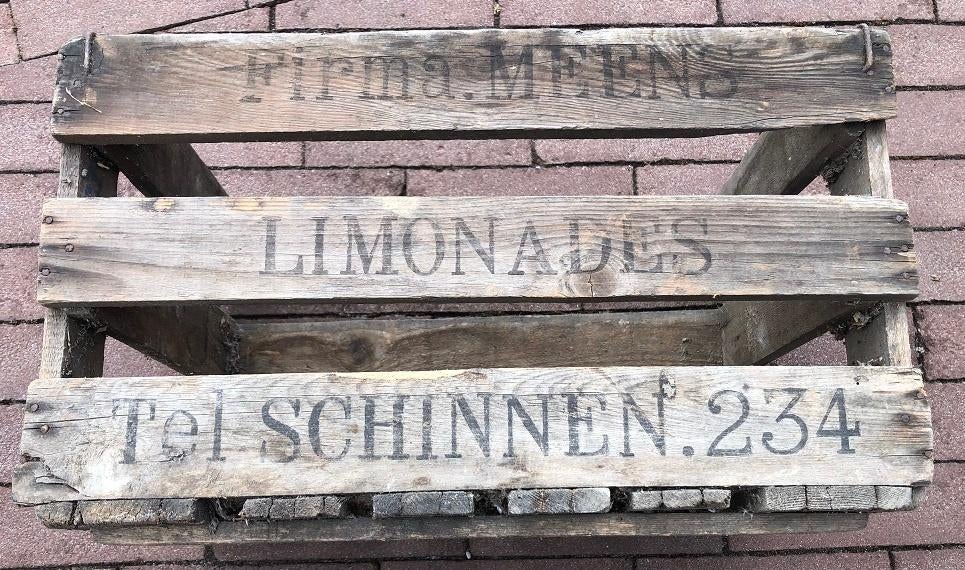 Firma. MEENS
LIMONADES
Tel SCHINNEN. 234